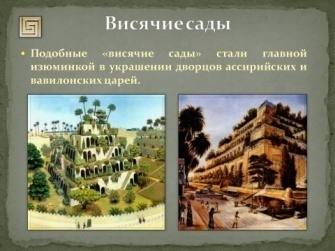 Висячие сады
Подобные «висячие сады» стали главной
изюминкой в украшении дворцов ассирийских и
вавилонских царей.